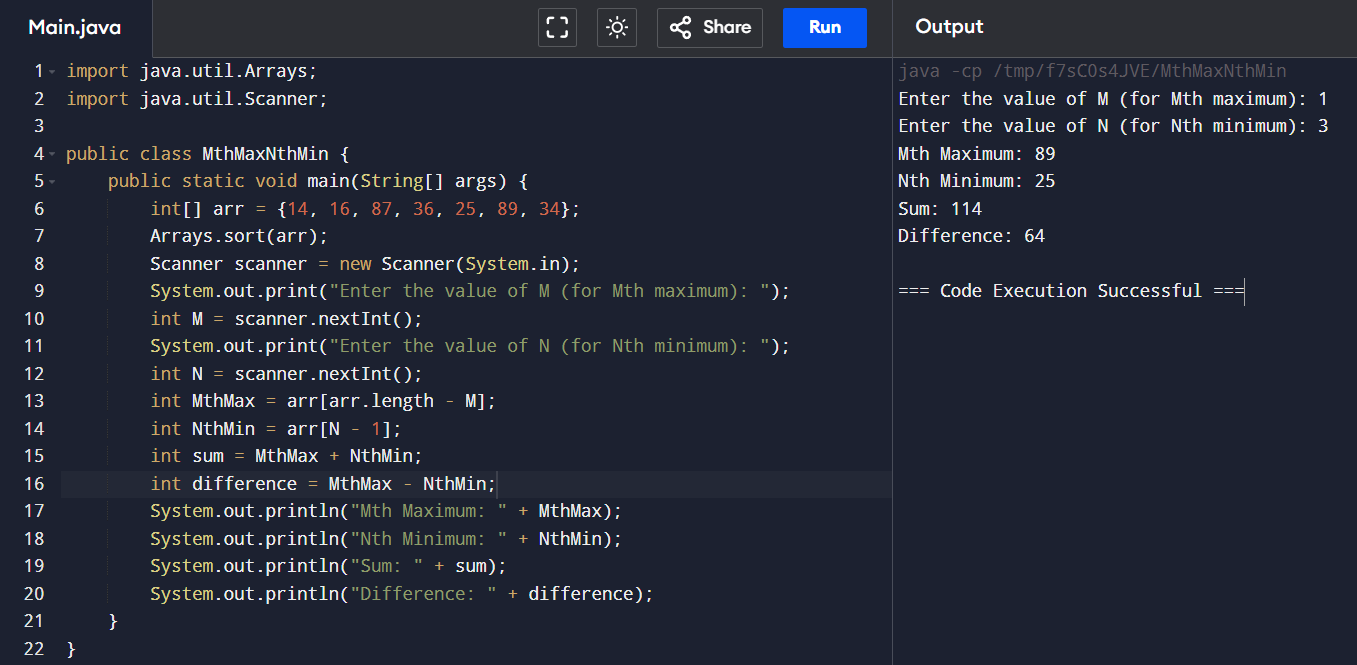 Main.java
Share
Run
Output
1 import java.util.Arrays;
2 import java.util.Scanner;
3
4 public class MthMaxNthMin {
5     public static void main(String[] args) {
6         int[] arr = {14, 16, 87, 36, 25, 89, 34};
7         Arrays.sort(arr);
8         Scanner scanner = new Scanner(System.in);
9         System.out.print("Enter the value of M (for Mth maximum): ");
10         int M = scanner.nextInt();
11         System.out.print("Enter the value of N (for Nth minimum): ");
12         int N = scanner.nextInt();
13         int MthMax = arr[arr.length - M];
14         int NthMin = arr[N - 1];
15         int sum = MthMax + NthMin;
16         int difference = MthMax - NthMin;
17         System.out.println("Mth Maximum: " + MthMax);
18         System.out.println("Nth Minimum: " + NthMin);
19         System.out.println("Sum: " + sum);
20         System.out.println("Difference: " + difference);
21     }
22 }
java -cp /tmp/f7sC0s4JVE/MthMaxNthMin
Enter the value of M (for Mth maximum): 1
Enter the value of N (for Nth minimum): 3
Mth Maximum: 89
Nth Minimum: 25
Sum: 114
Difference: 64
=== Code Execution Successful ===